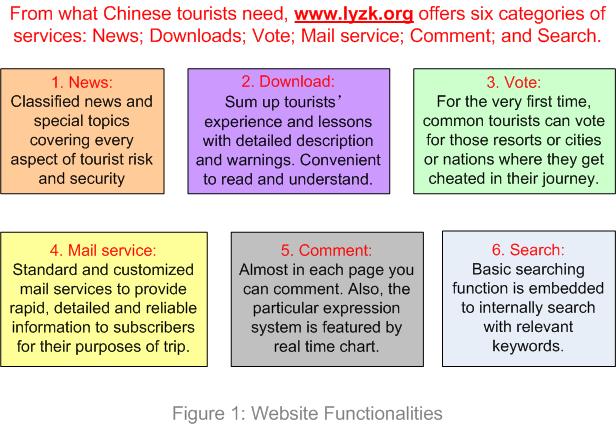 From what Chinese tourists need, www.lyzk.org offers six categories of
services: News; Downloads; Vote; Mail service; Comment; and Search.
1. News:
Classified news and
special topics
covering every
aspect of tourist risk
and security
2. Download:
Sum up tourists’
experience and lessons
with detailed description
and warnings. Convenient
to read and understand.
3. Vote:
For the very first time,
common tourists can vote
for those resorts or cities
or nations where they get
cheated in their journey.
4. Mail service:
Standard and customized
mail services to provide
rapid, detailed and reliable
information to subscribers
for their purposes of trip.
5. Comment:
Almost in each page you
can comment. Also, the
particular expression
system is featured by
real time chart.
6. Search:
Basic searching
function is embedded
to internally search
with relevant
keywords.
Figure 1: Website Functionalities